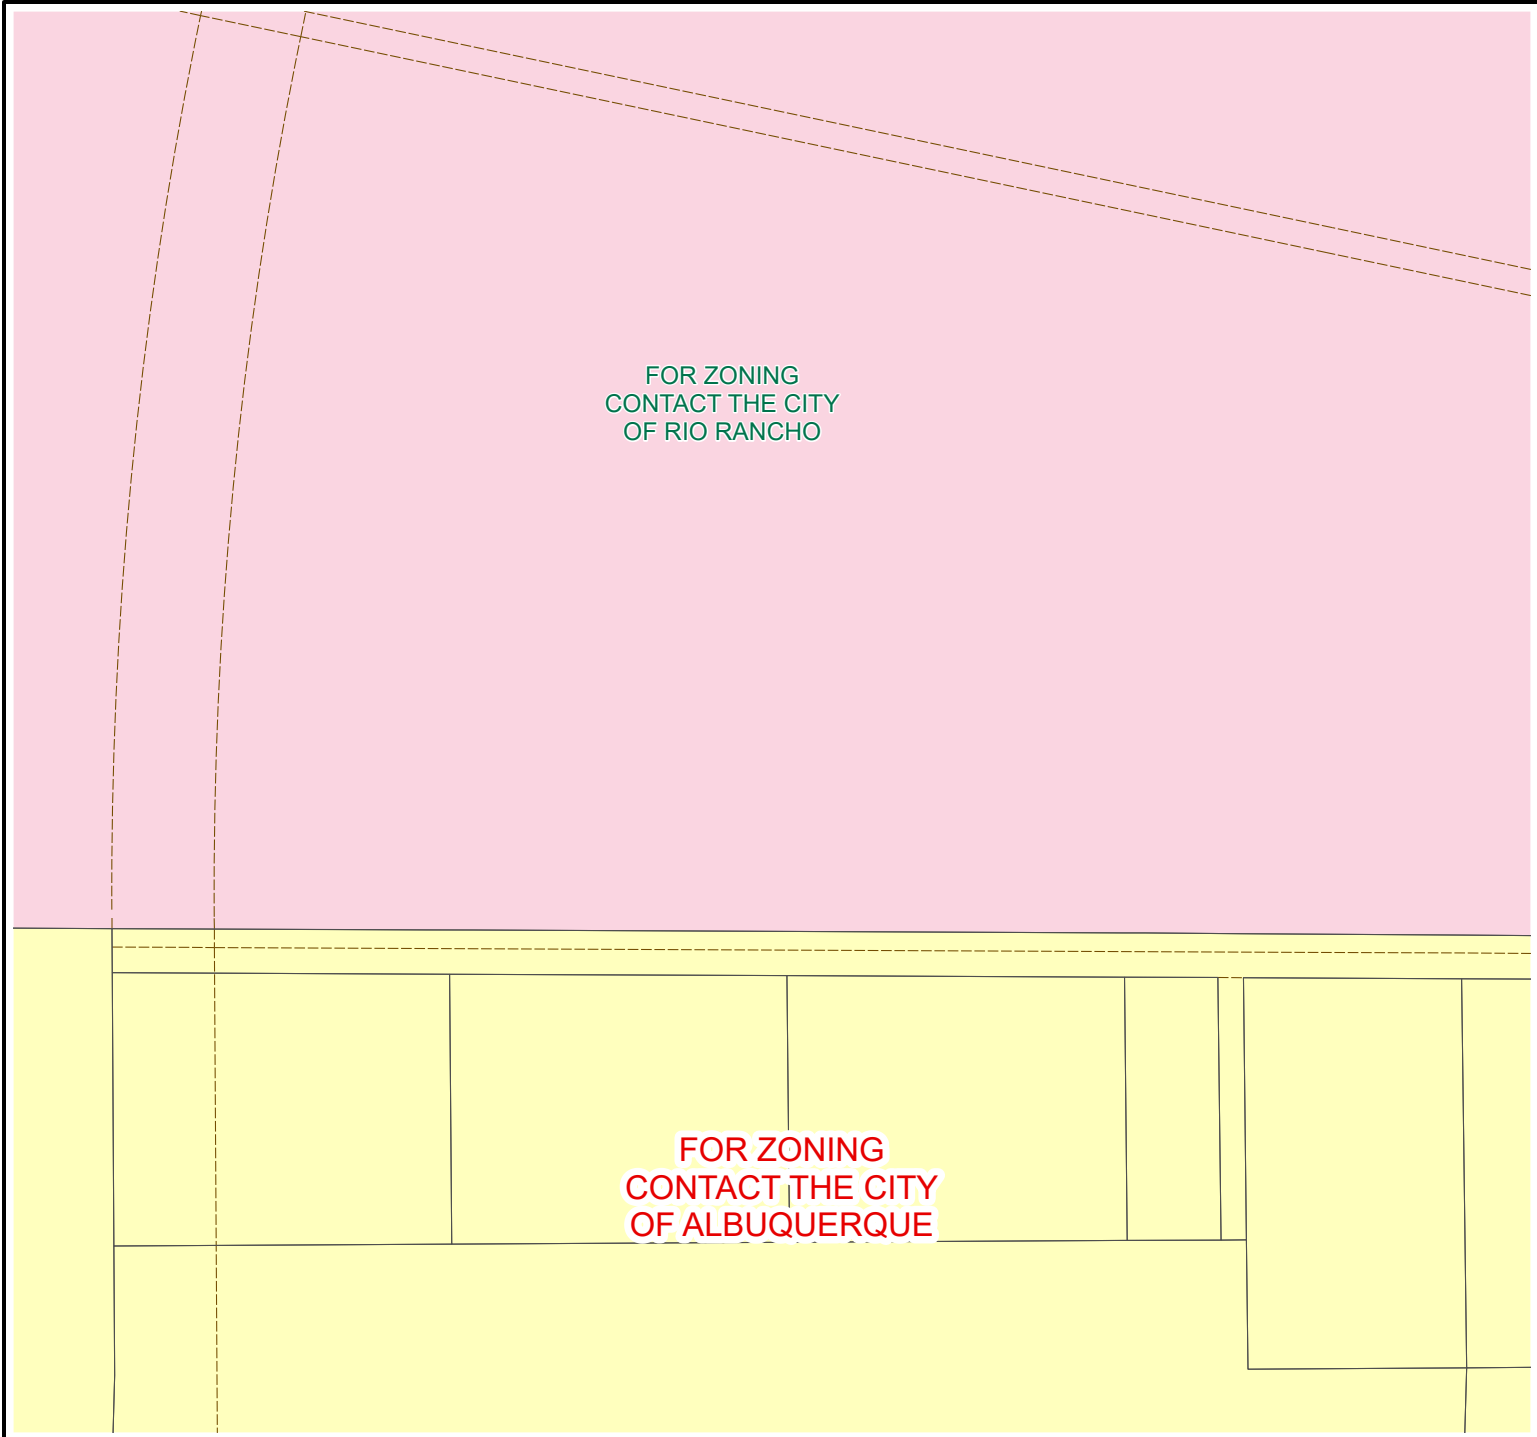 FOR ZONING
CONTACT THE CITY
OF RIO RANCHO
FOR ZONING
CONTACT THE CITY
OF ALBUQUERQUE